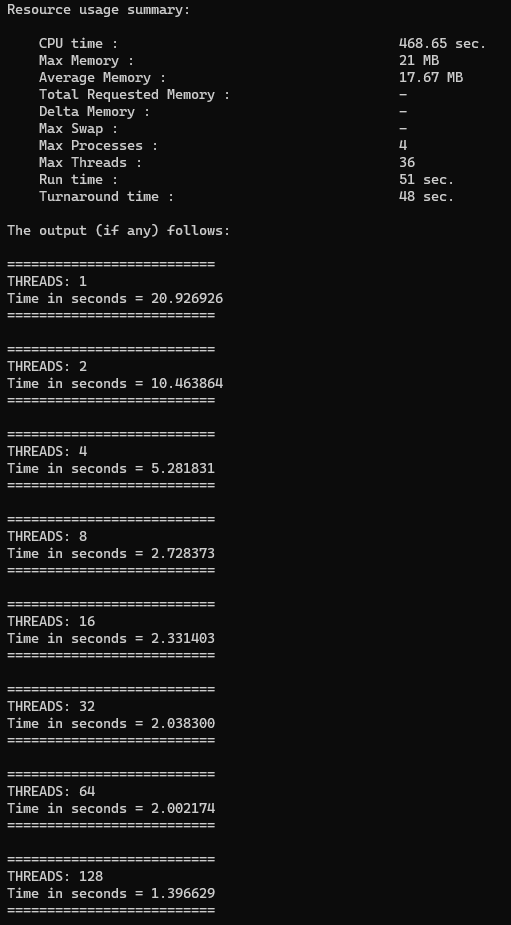 Resource usage summary:
CPU time : 468.65 sec.
Max Memory : 21 MB
Average Memory : 17.67 MB
Total Requested Memory : -
Delta Memory : -
Max Swap : -
Max Processes : 4
Max Threads : 36
Run time : 51 sec.
Turnaround time : 48 sec.
The output (if any) follows:
==========================
THREADS: 1
Time in seconds = 20.926926
==========================
==========================
THREADS: 2
Time in seconds = 10.463864
==========================
==========================
THREADS: 4
Time in seconds = 5.281831
==========================
==========================
THREADS: 8
Time in seconds = 2.728373
==========================
==========================
THREADS: 16
Time in seconds = 2.331403
==========================
==========================
THREADS: 32
Time in seconds = 2.038300
==========================
==========================
THREADS: 64
Time in seconds = 2.002174
==========================
==========================
THREADS: 128
Time in seconds = 1.396629
==========================